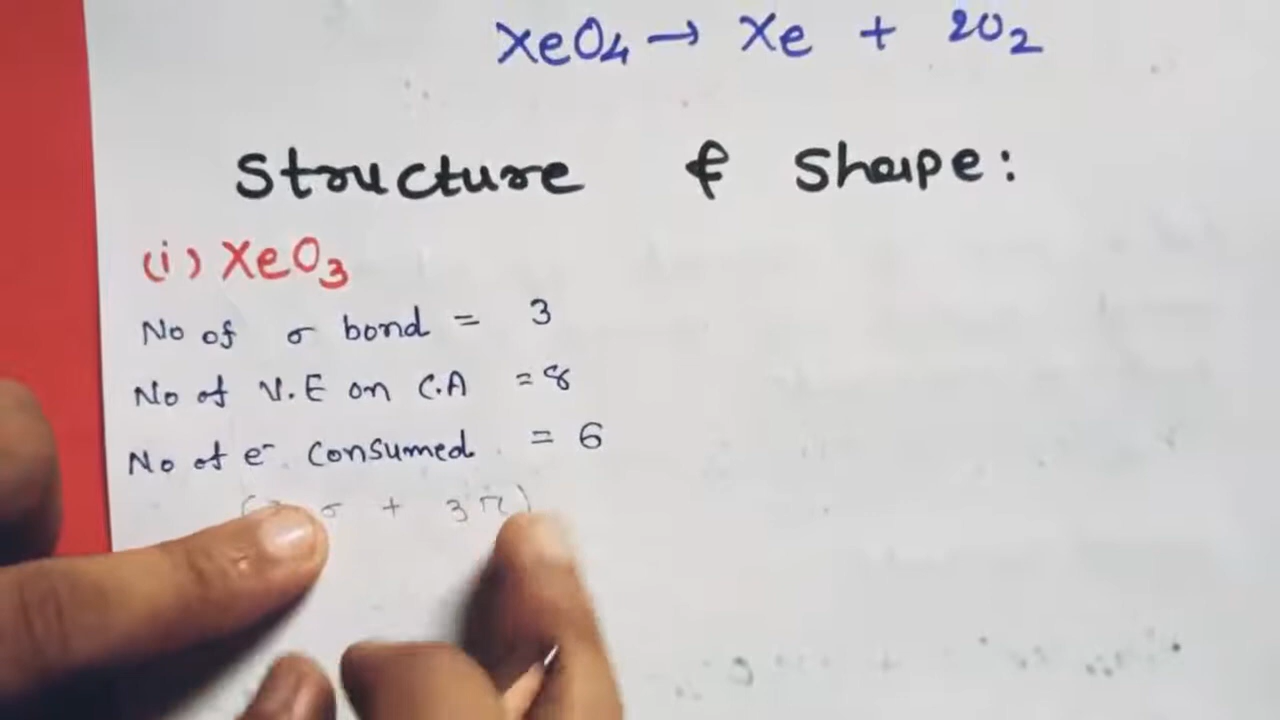 XeO₄ → Xe + 2O₂
Structure & Shape:
(i) XeO₃
No of σ bond = 3
No of V.E on C.A = 8
No of e⁻ Consumed = 6
σ + 3π)